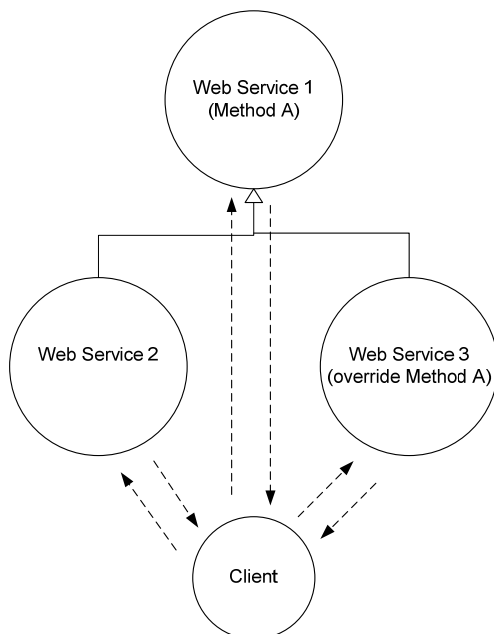 Web Service 1
(Method A)
Web Service 2
Web Service 3
(override Method A)
Client